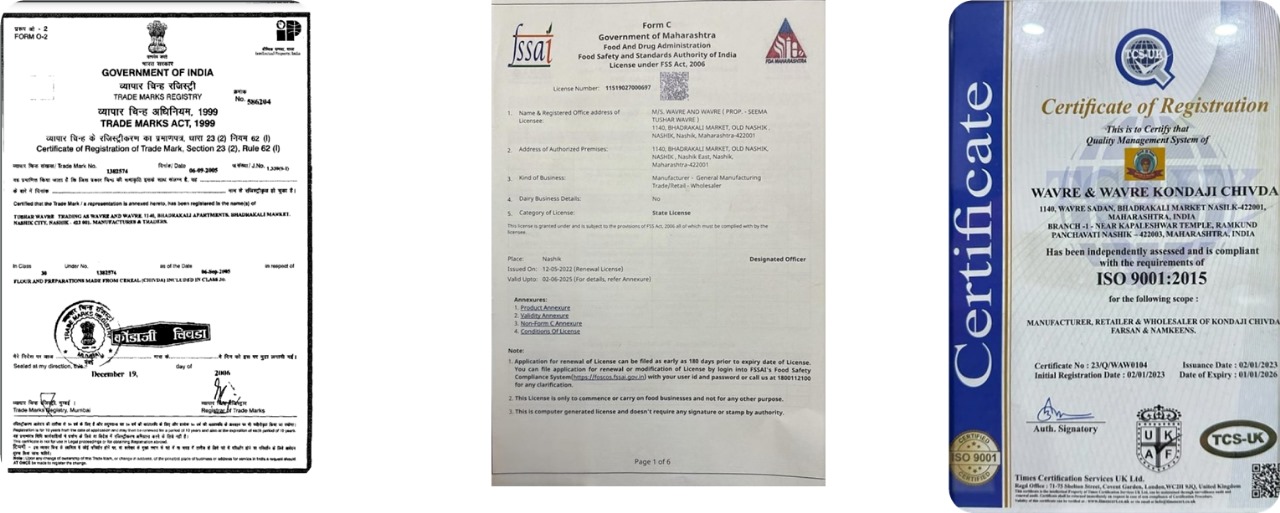 प्ररूप ओ - 2
FORM O-2
Intellectual Property India
भारत सरकार
GOVERNMENT OF INDIA
व्यापार चिन्ह रजिस्ट्री
TRADE MARKS REGISTRY
No. 586204
व्यापार चिन्ह अधिनियम, 1999
TRADE MARKS ACT, 1999
व्यापार चिन्ह के रजिस्ट्रीकरण का प्रमाणपत्र, धारा 23 (2) नियम 62 (I)
Certificate of Registration of Trade Mark, Section 23 (2), Rule 62 (I)
Trade Mark No. 1382574 दिनांक/ Date 06-09-2005 J.No.
Certified that the Trade Mark / a representation is annexed hereto, has been registered in the name(s) of
TUSHAR WAVRE TRADING AS WAVRE AND WAVRE, 1140, BHADRAKALI APARTMENTS, BHADRAKALI MARKET,
NASHIK CITY, NASHIK - 422 001, MANUFACTURER & TRADERS.
In Class 30 Under No. 1382574 as of the Date 06-Sep-2005 in respect of
FLOUR AND PREPARATIONS MADE FROM CEREAL (CHIVDA) INCLUDED IN CLASS 30.
TRADE MARKS REGISTRY
MUMBAI
कोंडाजी चिवडा
Sealed at my direction, this day of
December 19, 2006
Trade Marks Registry, Mumbai
Registrar of Trade Marks
fssai
Form C
Government of Maharashtra
Food And Drug Administration
Food Safety and Standards Authority of India
License under FSS Act, 2006
FDA MAHARASHTRA
License Number: 11519027000697
1. Name & Registered Office address of Licensee: M/S. WAVRE AND WAVRE ( PROP. - SEEMA
TUSHAR WAVRE )
1140, BHADRAKALI MARKET, OLD NASHIK ,
NASHIK, Nashik, Maharashtra-422001
2. Address of Authorized Premises: 1140, BHADRAKALI MARKET, OLD NASHIK,
NASHIK , Nashik East, Nashik,
Maharashtra-422001
3. Kind of Business: Manufacturer - General Manufacturing
Trade/Retail - Wholesaler
4. Dairy Business Details: No
5. Category of License: State License
This license is granted under and is subject to the provisions of FSS Act, 2006 all of which must be complied with by the
licensee.
Place: Nashik Designated Officer
Issued On: 12-05-2022 (Renewal License)
Valid Upto: 02-06-2025 (For details, refer Annexure)
Annexures:
1. Product Annexure
2. Validity Annexure
3. Non-Form C Annexure
4. Conditions Of License
Note:
1. Application for renewal of License can be filed as early as 180 days prior to expiry date of License.
You can file application for renewal or modification of License by login into FSSAI's Food Safety
Compliance System(https://foscos.fssai.gov.in) with your user id and password or call us at 1800112100
for any clarification.
2. This License is only to commence or carry on food businesses and not for any other purpose.
3. This is computer generated license and doesn't require any signature or stamp by authority.
Page 1 of 6
Certificate
TCS-UK
Certificate of Registration
This is to Certify that
Quality Management System of
WAVRE & WAVRE KONDAJI CHIVDA
1140, WAVRE SADAN, BHADRAKALI MARKET NASILK-422001,
MAHARASHTRA, INDIA
BRANCH -1 - NEAR KAPALESHWAR TEMPLE, RAMKUND
PANCHAVATI NASHIK - 422003, MAHARASHTRA, INDIA
Has been independently assessed and is compliant
with the requirements of
ISO 9001:2015
for the following scope :
MANUFACTURER, RETAILER & WHOLESALER OF KONDAJI CHIVDA
FARSAN & NAMKEENS.
Certificate No : 23/Q/WAW0104 Issuance Date : 02/01/2023
Initial Registration Date : 02/01/2023 Date of Expiry : 01/01/2026
Auth. Signatory
CERTIFIED
ISO 9001
CERTIFIED
UK
AF
TCS-UK
Times Certification Services UK Ltd.
Regd Office : 71-75 Shelton Street, Covent Garden, London,WC2H 9JQ, United Kingdom